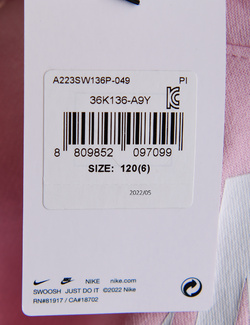 A223SW136P-049 PI
36K136-A9Y
8 809852 097099
SIZE: 120(6)
2022/05
NIKE nike.com
SWOOSH JUST DO IT ©2022 Nike
RN#61917 / CA#18702